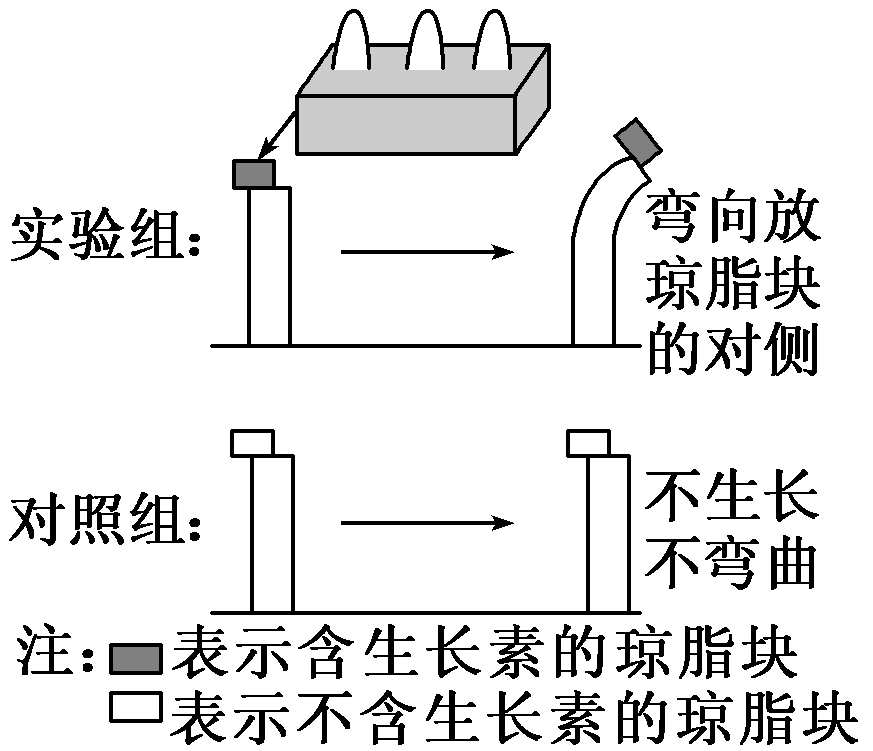 实验组：
弯向放
琼脂块
的对侧
对照组：
不生长
不弯曲
注：表示含生长素的琼脂块
表示不含生长素的琼脂块